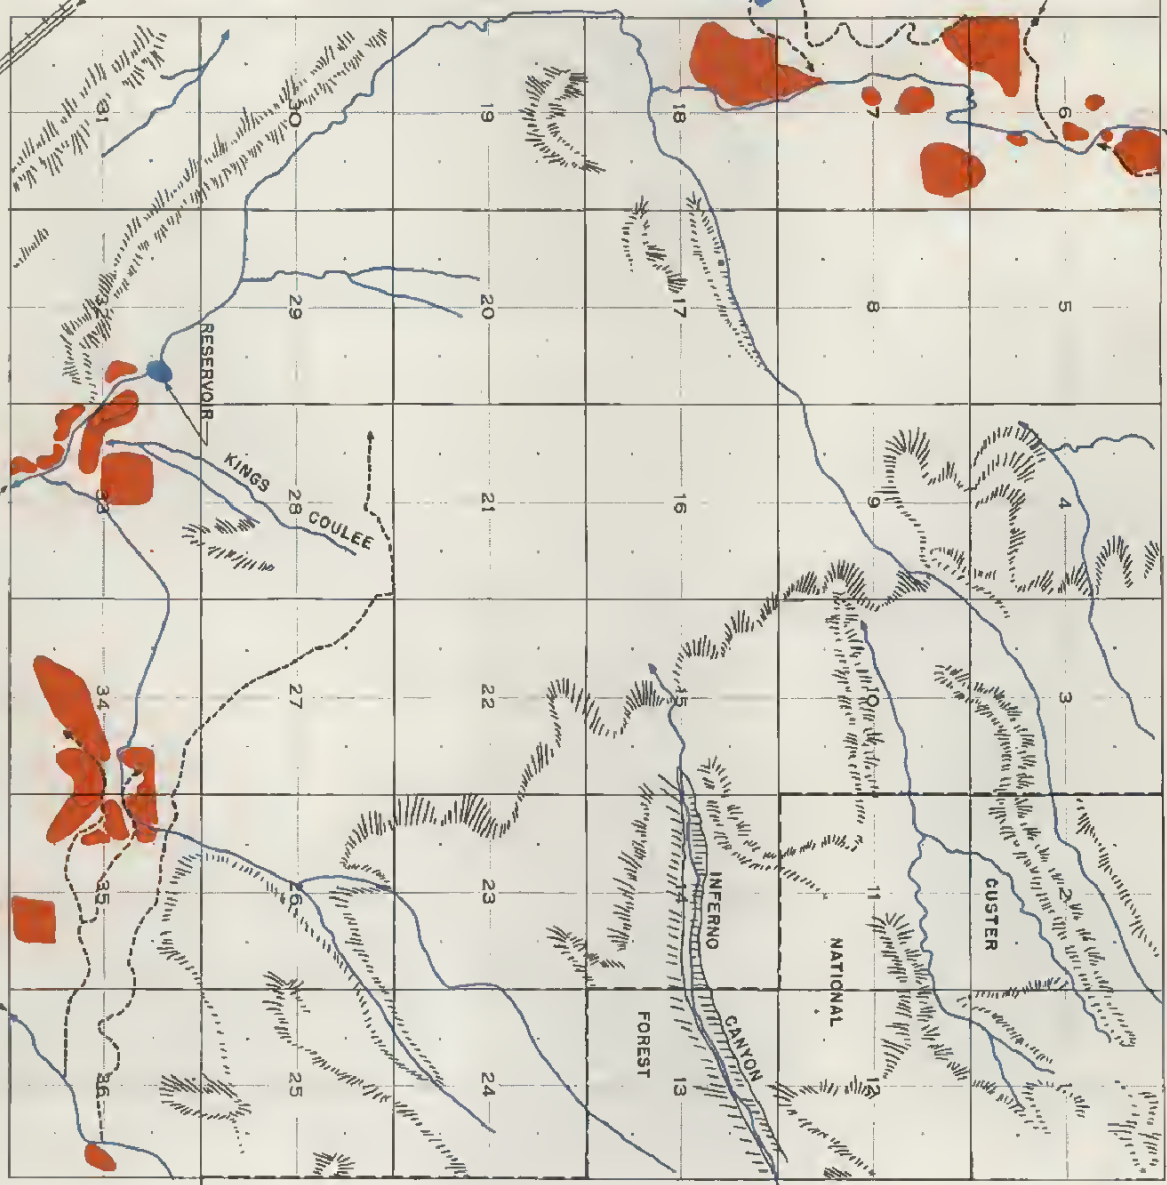 6 5 4 3 2 1
CUSTER
7 8 9 10 11 12
NATIONAL
INFERNO CANYON
18 17 16 15 14 13
FOREST
19 20 21 22 23 24
30 29 28 27 26 25
KINGS COULEE
RESERVOIR
31 32 33 34 35 36